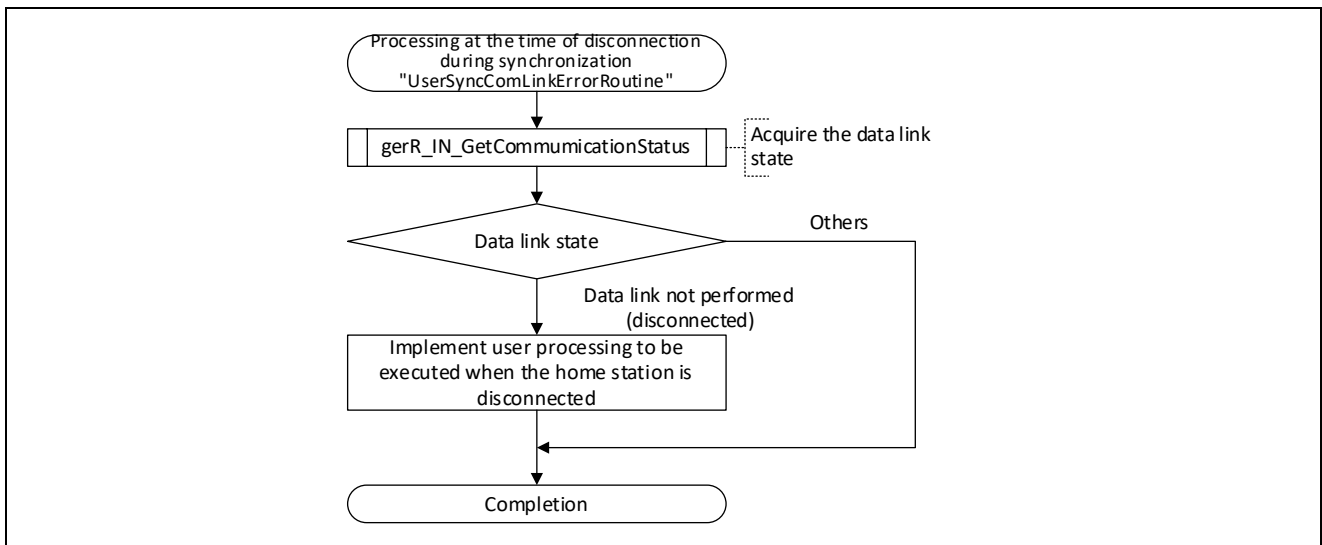 Processing at the time of disconnection
during synchronization
"UserSyncComLinkErrorRoutine"
gerR_IN_GetCommumicationStatus
Acquire the data link
state
Data link state
Others
Data link not performed
(disconnected)
Implement user processing to be
executed when the home station is
disconnected
Completion